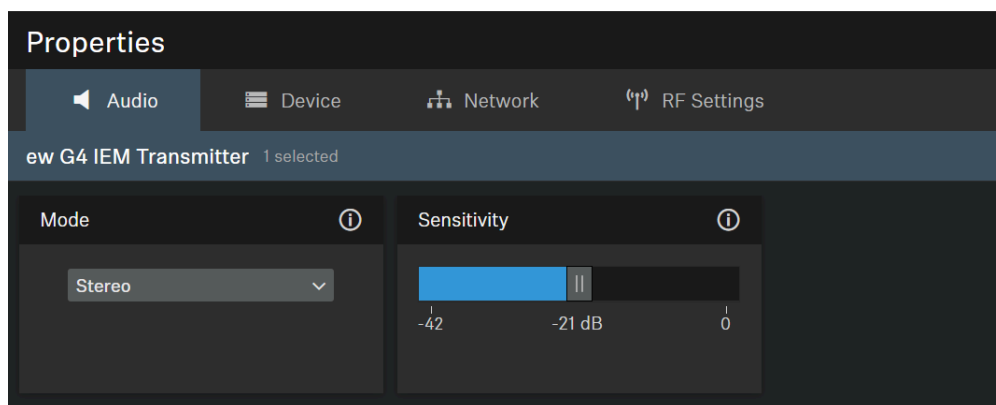 Properties
Audio Device Network RF Settings
ew G4 IEM Transmitter 1 selected
Mode
Stereo
Sensitivity
-42 -21 dB 0